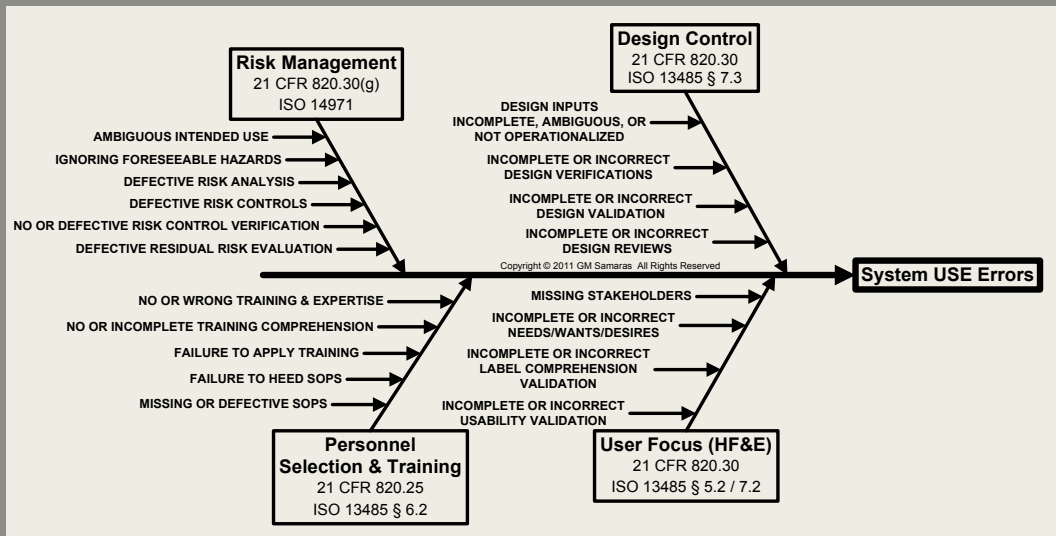 Risk Management
21 CFR 820.30(g)
ISO 14971
AMBIGUOUS INTENDED USE
IGNORING FORESEEABLE HAZARDS
DEFECTIVE RISK ANALYSIS
DEFECTIVE RISK CONTROLS
NO OR DEFECTIVE RISK CONTROL VERIFICATION
DEFECTIVE RESIDUAL RISK EVALUATION
Design Control
21 CFR 820.30
ISO 13485 § 7.3
DESIGN INPUTS
INCOMPLETE, AMBIGUOUS, OR
NOT OPERATIONALIZED
INCOMPLETE OR INCORRECT
DESIGN VERIFICATIONS
INCOMPLETE OR INCORRECT
DESIGN VALIDATION
INCOMPLETE OR INCORRECT
DESIGN REVIEWS
Copyright © 2011 GM Samaras All Rights Reserved
System USE Errors
NO OR WRONG TRAINING & EXPERTISE
NO OR INCOMPLETE TRAINING COMPREHENSION
FAILURE TO APPLY TRAINING
FAILURE TO HEED SOPS
MISSING OR DEFECTIVE SOPS
Personnel
Selection & Training
21 CFR 820.25
ISO 13485 § 6.2
MISSING STAKEHOLDERS
INCOMPLETE OR INCORRECT
NEEDS/WANTS/DESIRES
INCOMPLETE OR INCORRECT
LABEL COMPREHENSION
VALIDATION
INCOMPLETE OR INCORRECT
USABILITY VALIDATION
User Focus (HF&E)
21 CFR 820.30
ISO 13485 § 5.2 / 7.2